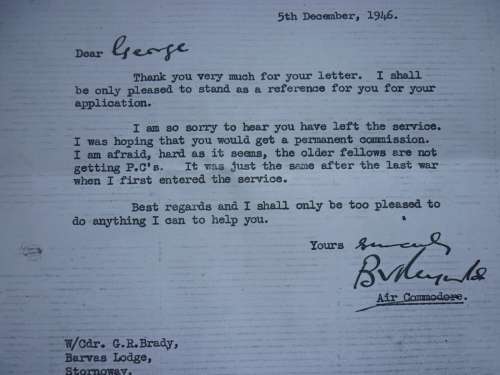 5th December, 1946.
Dear George
Thank you very much for your letter. I shall
be only pleased to stand as a reference for you for your
application.
I am so sorry to hear you have left the service.
I was hoping that you would get a permanent commission.
I am afraid, hard as it seems, the older fellows are not
getting P.C's. It was just the same after the last war
when I first entered the service.
Best regards and I shall only be too pleased to
do anything I can to help you.
Yours sincerely
Air Commodore.
W/Cdr. G.R.Brady,
Barvas Lodge,
Stornoway.